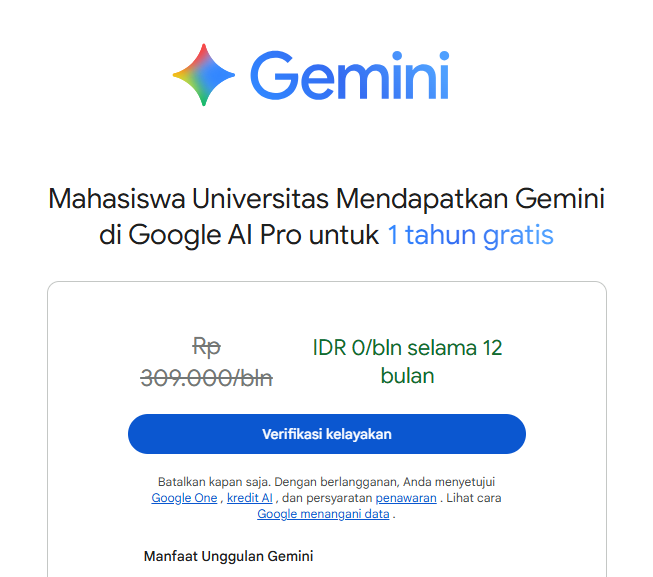 Gemini
Mahasiswa Universitas Mendapatkan Gemini
di Google AI Pro untuk 1 tahun gratis
Rp
309.000/bln
IDR 0/bln selama 12
bulan
Verifikasi kelayakan
Batalkan kapan saja. Dengan berlangganan, Anda menyetujui
Google One , kredit AI , dan persyaratan penawaran . Lihat cara
Google menangani data .
Manfaat Unggulan Gemini